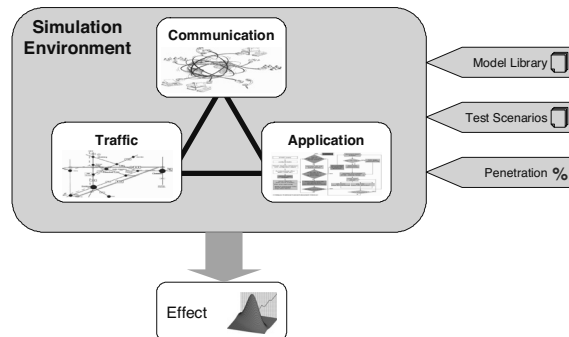 Simulation
Environment
Communication
Traffic
Application
Model Library
Test Scenarios
Penetration %
Effect